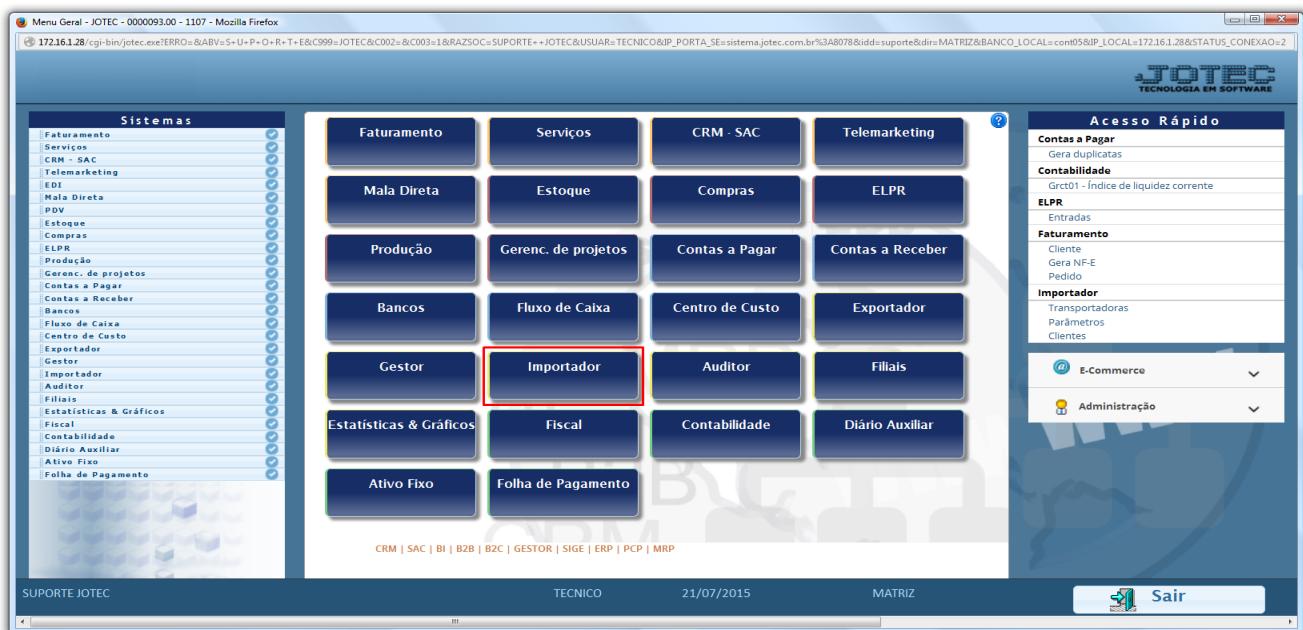 Menu Geral - JOTEC - 0000093.00 - 1107 - Mozilla Firefox
172.16.1.28/cgi-bin/jotec.exe?ERRO=&ABV=S+U+P+O+R+T+E&C999=JOTEC&C002=&C003=1&RAZSOC=SUPORTE++JOTEC&USUAR=TECNICO&IP_PORTA_SE=sistema.jotec.com.br%3A8078&idd=suporte&dir=MATRIZ&BANCO_LOCAL=cont05&IP_LOCAL=172.16.1.28&STATUS_CONEXAO=2
JOTEC
TECNOLOGIA EM SOFTWARE
Sistemas
Faturamento
Serviços
CRM - SAC
Telemarketing
EDI
Mala Direta
PDV
Estoque
Compras
ELPR
Produção
Gerenc. de projetos
Contas a Pagar
Contas a Receber
Bancos
Fluxo de Caixa
Centro de Custo
Exportador
Gestor
Importador
Auditor
Filiais
Estatísticas & Gráficos
Fiscal
Contabilidade
Diário Auxiliar
Ativo Fixo
Folha de Pagamento
Faturamento Serviços CRM - SAC Telemarketing
Mala Direta Estoque Compras ELPR
Produção Gerenc. de projetos Contas a Pagar Contas a Receber
Bancos Fluxo de Caixa Centro de Custo Exportador
Gestor Importador Auditor Filiais
Estatísticas & Gráficos Fiscal Contabilidade Diário Auxiliar
Ativo Fixo Folha de Pagamento
CRM | SAC | BI | B2B | B2C | GESTOR | SIGE | ERP | PCP | MRP
?
Acesso Rápido
Contas a Pagar
Gera duplicatas
Contabilidade
Grct01 - Índice de liquidez corrente
ELPR
Entradas
Faturamento
Cliente
Gera NF-E
Pedido
Importador
Transportadoras
Parâmetros
Clientes
E-Commerce
Administração
SUPORTE JOTEC TECNICO 21/07/2015 MATRIZ Sair